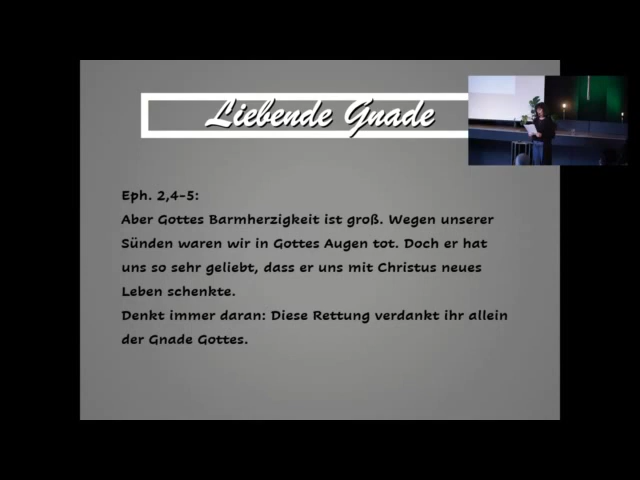 Liebende Gnade
Eph. 2,4-5:
Aber Gottes Barmherzigkeit ist groß. Wegen unserer
Sünden waren wir in Gottes Augen tot. Doch er hat
uns so sehr geliebt, dass er uns mit Christus neues
Leben schenkte.
Denkt immer daran: Diese Rettung verdankt ihr allein
der Gnade Gottes.